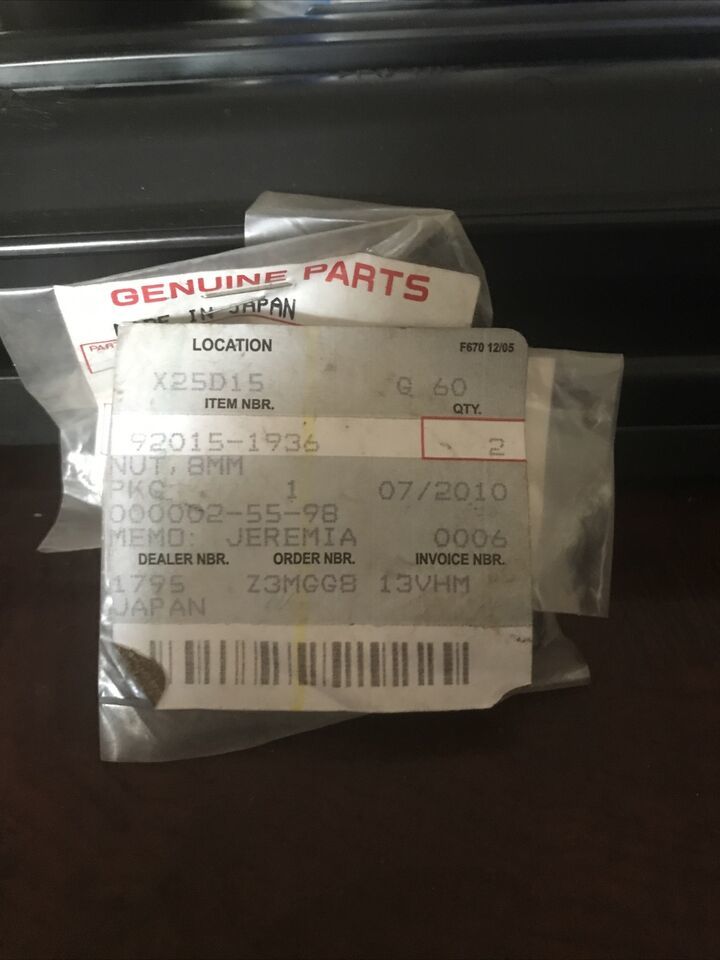 GENUINE PARTS
MADE IN JAPAN
PAR
LOCATION F670 12/05
X25D15 G 60
ITEM NBR. QTY.
92015-1936 2
NUT, 8MM
PKG 1 07/2010
000002-55-98
MEMO: JEREMIA 0006
DEALER NBR. ORDER NBR. INVOICE NBR.
1795 Z3MGG8 13VHM
JAPAN